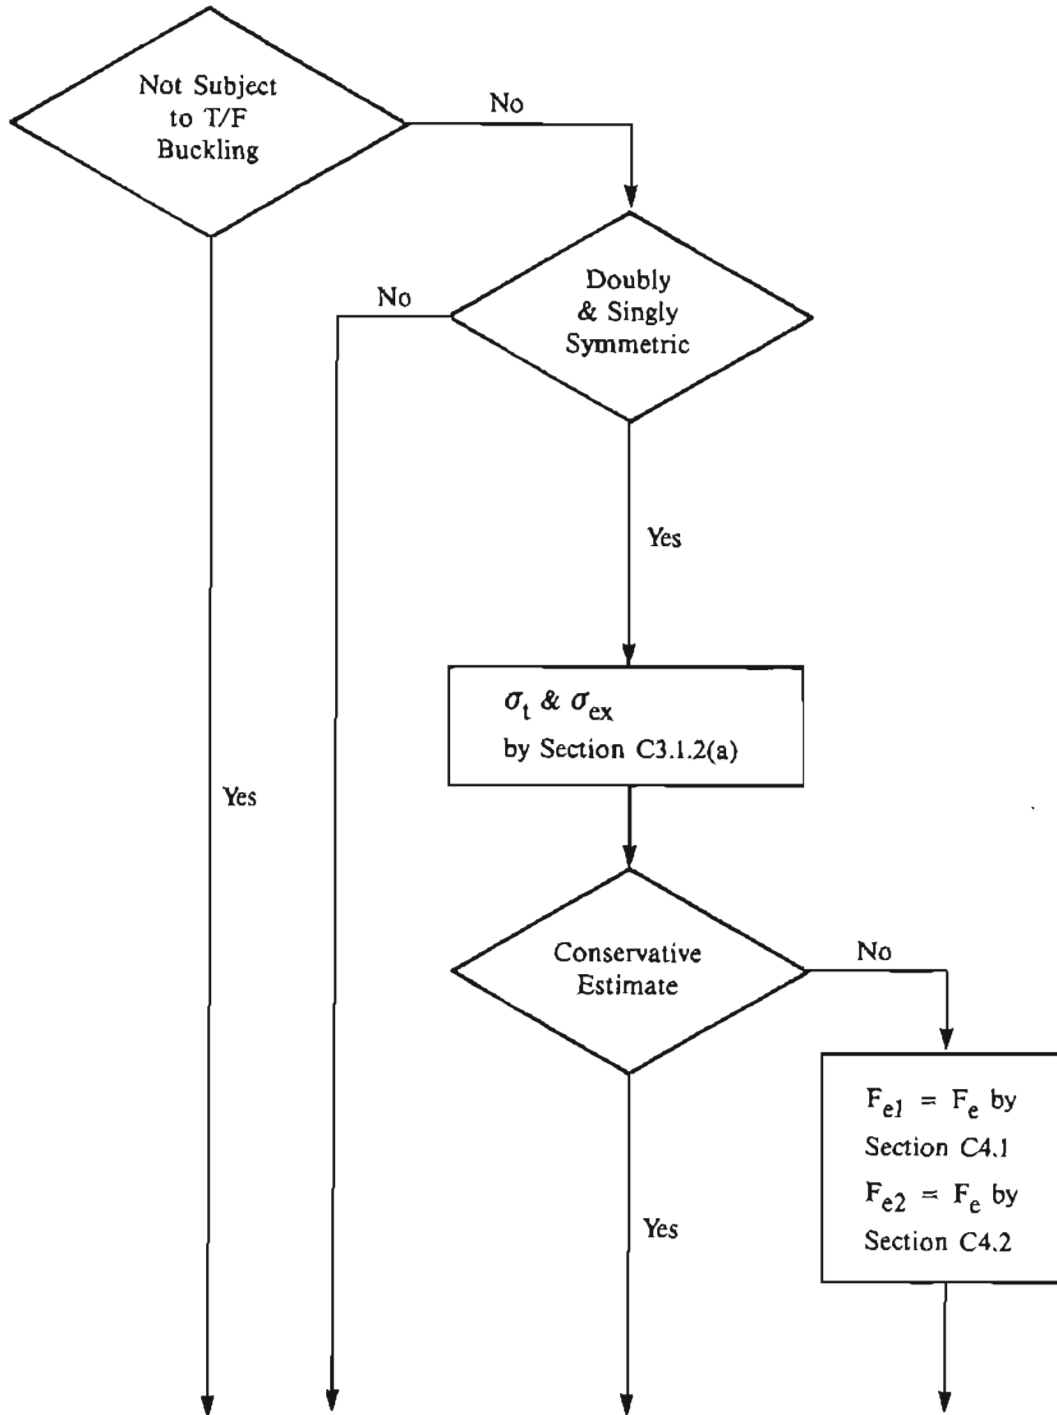 Not Subject
to T/F
Buckling
No
Doubly
& Singly
Symmetric
No
Yes
σt & σex
by Section C3.1.2(a)
Yes
Conservative
Estimate
No
Fe1 = Fe by
Section C4.1
Fe2 = Fe by
Section C4.2
Yes